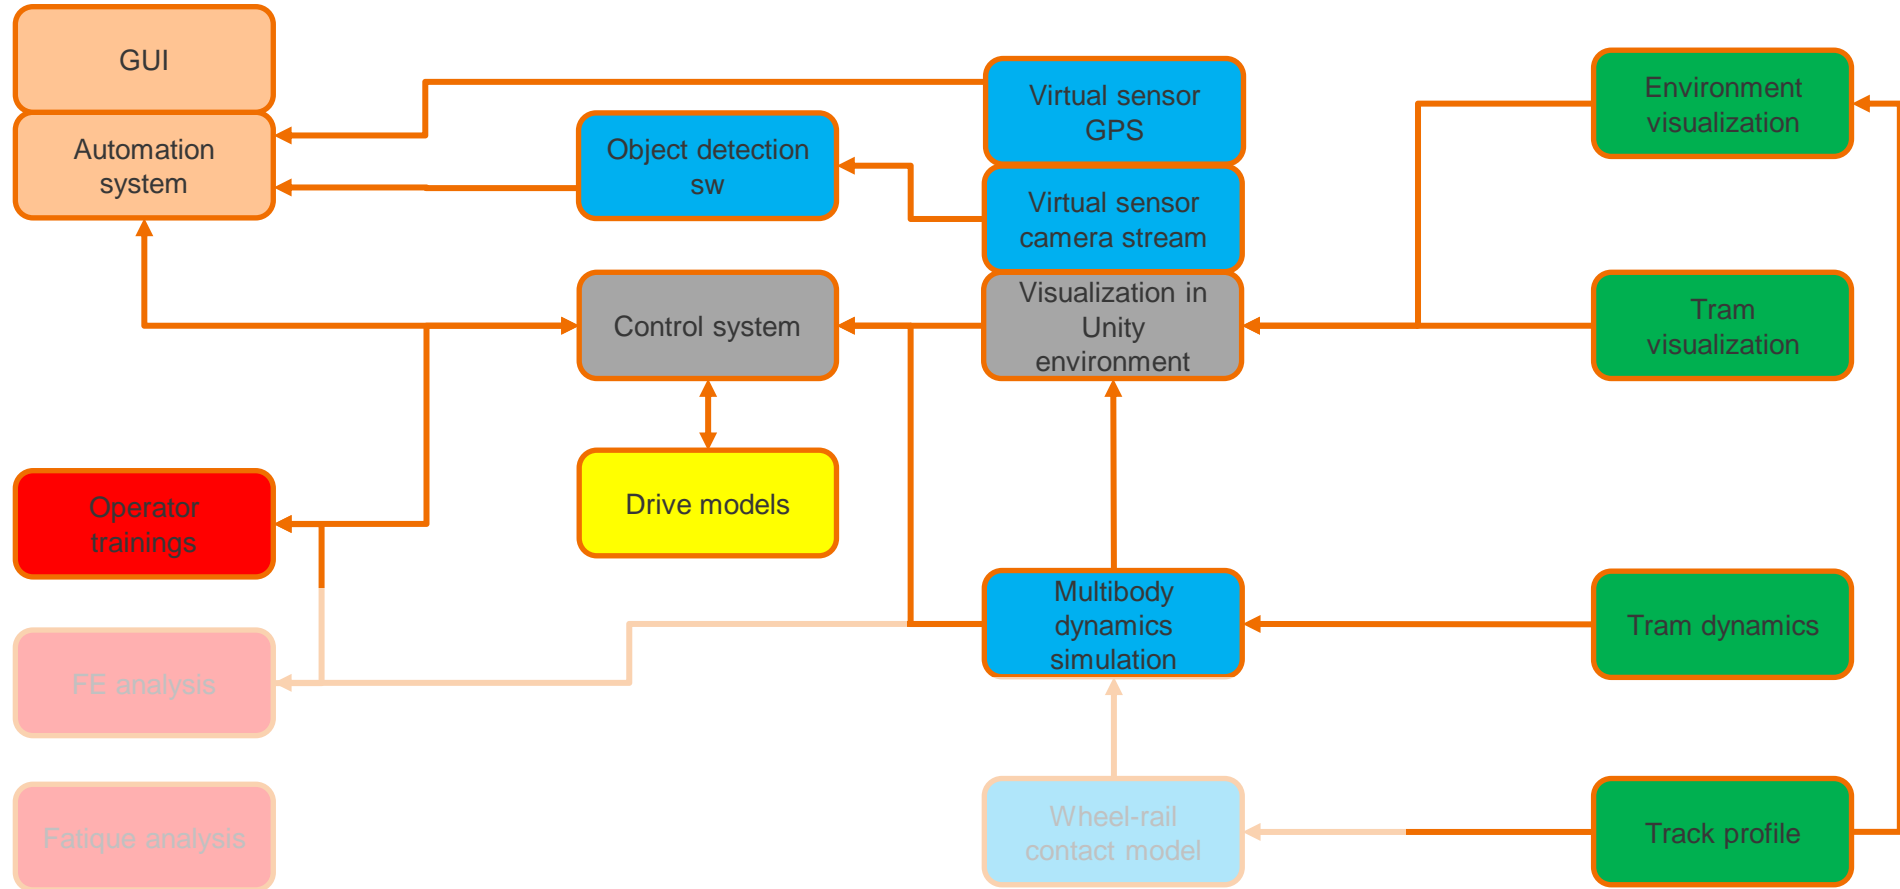 GUI
Automation
system
Object detection
sw
Virtual sensor
GPS
Virtual sensor
camera stream
Visualization in
Unity
environment
Environment
visualization
Tram
visualization
Control system
Drive models
Operator
trainings
FE analysis
Fatique analysis
Multibody
dynamics
simulation
Wheel-rail
contact model
Tram dynamics
Track profile